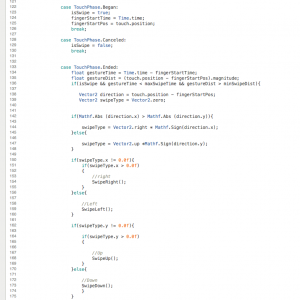 121
122 case TouchPhase.Began:
123 isSwipe = true;
124 fingerStartTime = Time.time;
125 fingerStartPos = touch.position;
126 break;
127
128 case TouchPhase.Canceled:
129 isSwipe = false;
130 break;
131
132
133 case TouchPhase.Ended:
134 float gestureTime = Time.time - fingerStartTime;
135 float gestureDist = (touch.position - fingerStartPos).magnitude;
136 if(isSwipe && gestureTime < maxSwipeTime && gestureDist > minSwipeDist){
137
138 Vector2 direction = touch.position - fingerStartPos;
139 Vector2 swipeType = Vector2.zero;
140
141
142 if(Mathf.Abs (direction.x) > Mathf.Abs (direction.y)){
143
144 swipeType = Vector2.right * Mathf.Sign(direction.x);
145 }else{
146
147 swipeType = Vector2.up *Mathf.Sign(direction.y);
148 }
149
150 if(swipeType.x != 0.0f){
151 if(swipeType.x > 0.0f)
152 {
153 //right
154 SwipeRight();
155 }
156 }else{
157
158 //Left
159 SwipeLeft();
160 }
161
162 if(swipeType.y != 0.0f){
163
164 if(swipeType.y > 0.0f)
165 {
166
167 //Up
168 SwipeUp();
169 }
170 }else{
171
172 //Down
173 SwipeDown();
174 }
175 }